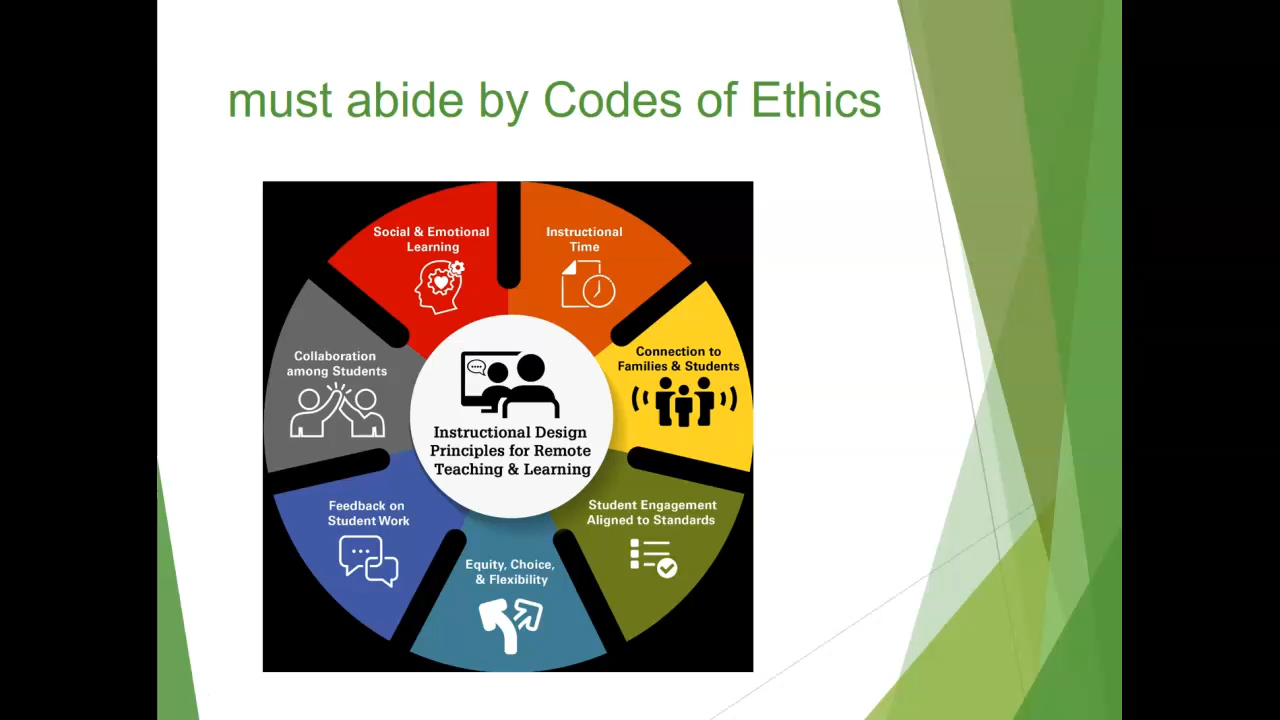 must abide by Codes of Ethics
Social & Emotional
Learning
Instructional
Time
Connection to
Families & Students
Student Engagement
Aligned to Standards
Equity, Choice,
& Flexibility
Feedback on
Student Work
Collaboration
among Students
Instructional Design
Principles for Remote
Teaching & Learning